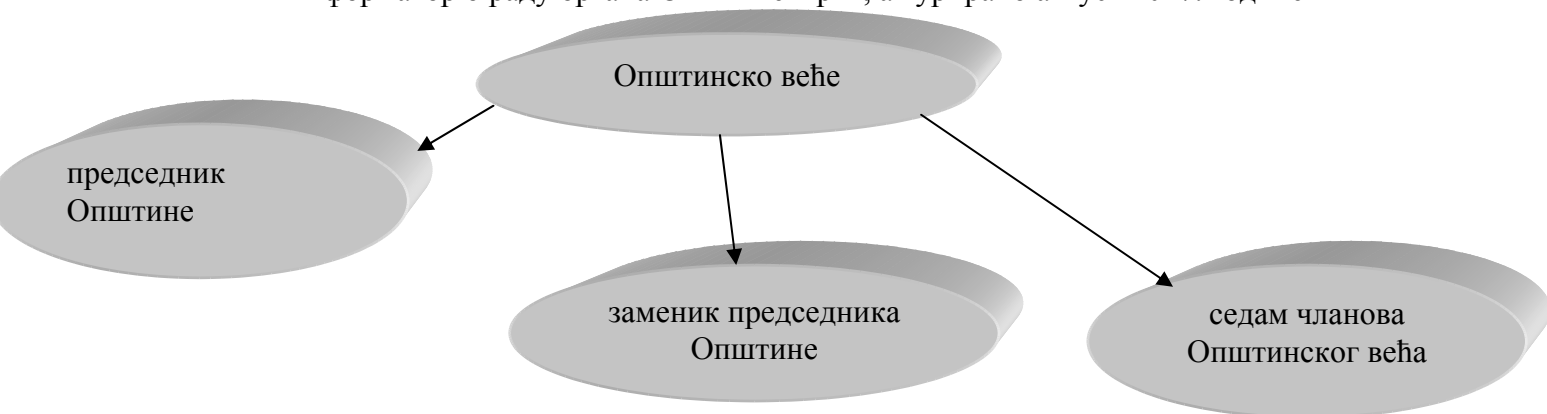 Општинско веће
председник
Општине
заменик председника
Општине
седам чланова
Општинског већа